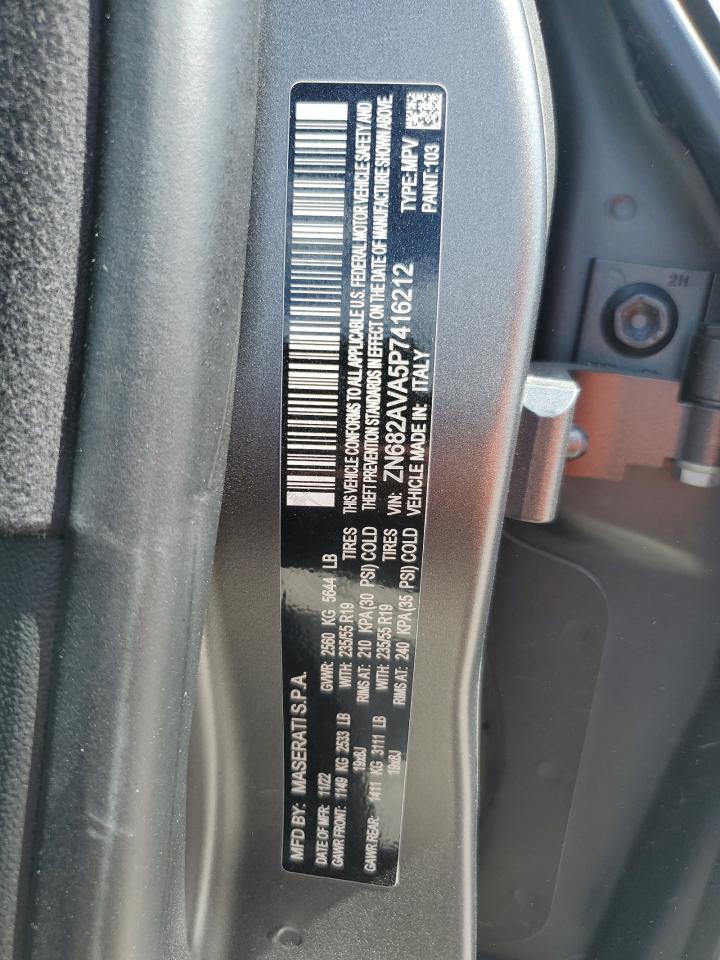 MFD BY: MASERATI S.P.A.
DATE OF MFR: 11/22 GVWR: 2560 KG 5644 LB
GAWR FRONT: 1149 KG 2533 LB WITH: 235/55 R19 TIRES
19x8J RIMS AT: 210 KPA(30 PSI) COLD
GAWR REAR: 1411 KG 3111 LB WITH: 235/55 R19 TIRES
19x8J RIMS AT: 240 KPA(35 PSI) COLD
THIS VEHICLE CONFORMS TO ALL APPLICABLE U.S. FEDERAL MOTOR VEHICLE SAFETY AND
THEFT PREVENTION STANDARDS IN EFFECT ON THE DATE OF MANUFACTURE SHOWN ABOVE.
VIN: ZN682AVA5P7416212 TYPE: MPV
VEHICLE MADE IN: ITALY PAINT: 103
2H